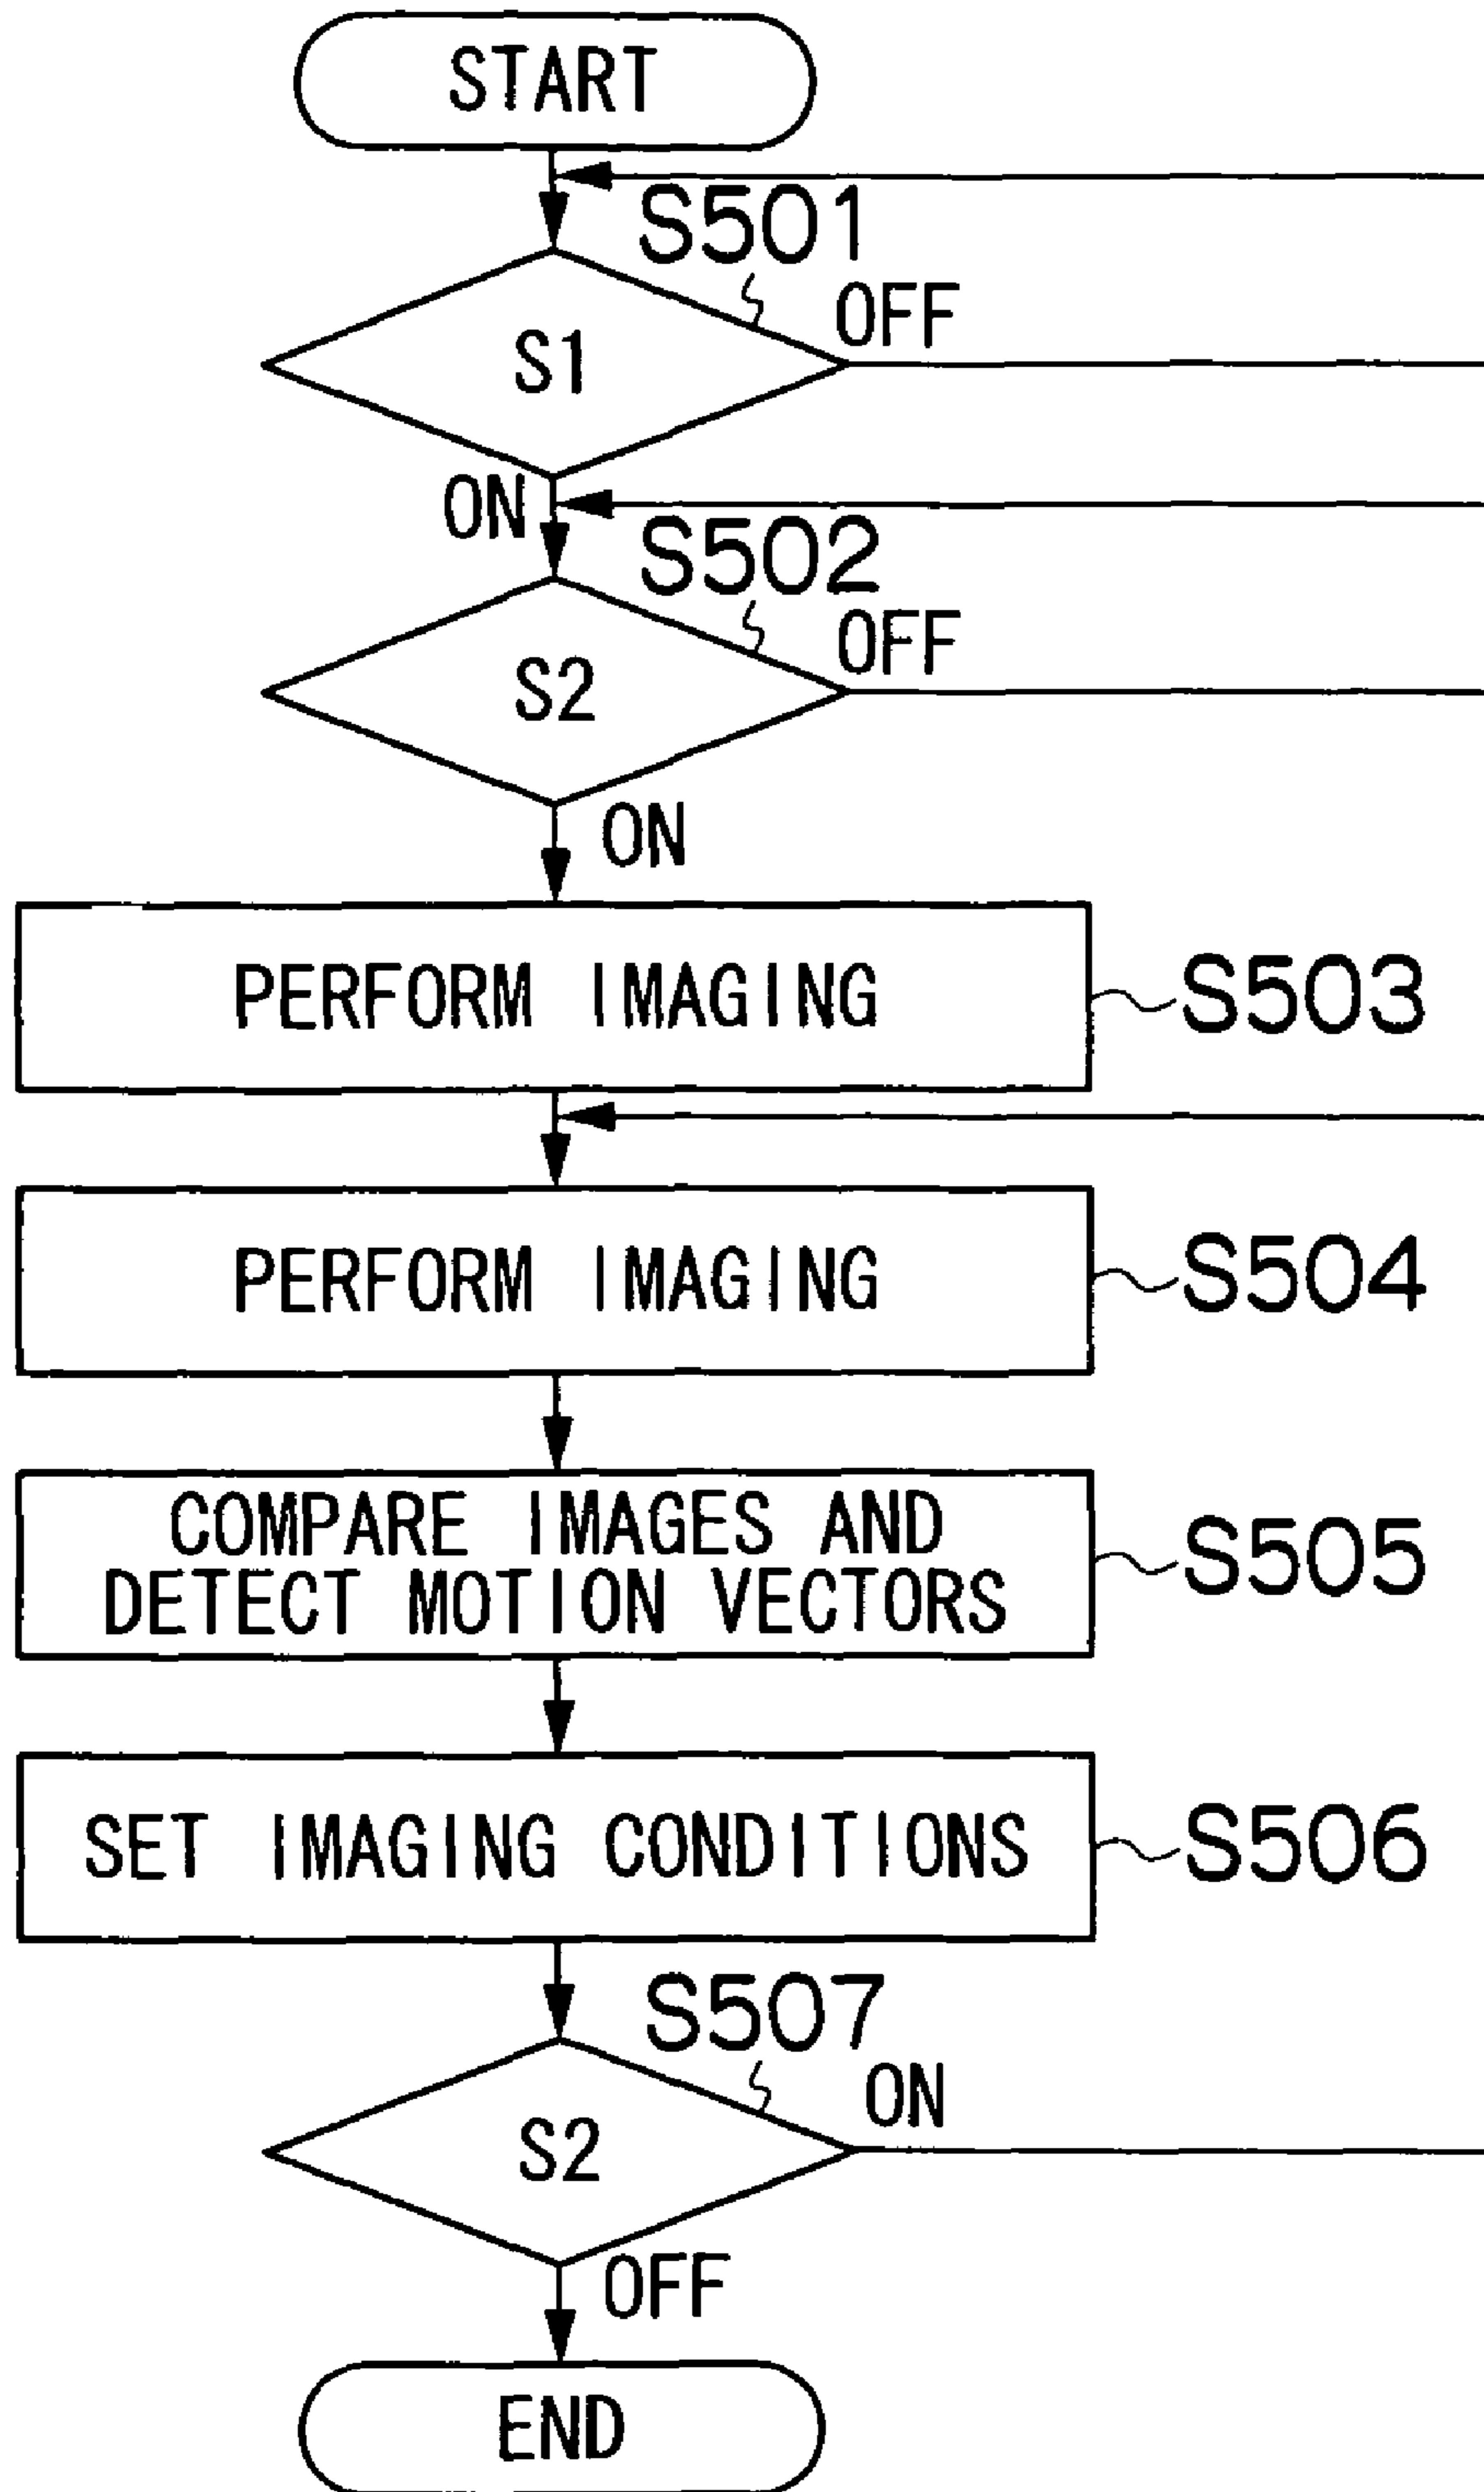 START
S501
S1
OFF
ON
S502
S2
OFF
ON
PERFORM IMAGING
S503
PERFORM IMAGING
S504
COMPARE IMAGES AND
DETECT MOTION VECTORS
S505
SET IMAGING CONDITIONS
S506
S507
S2
ON
OFF
END